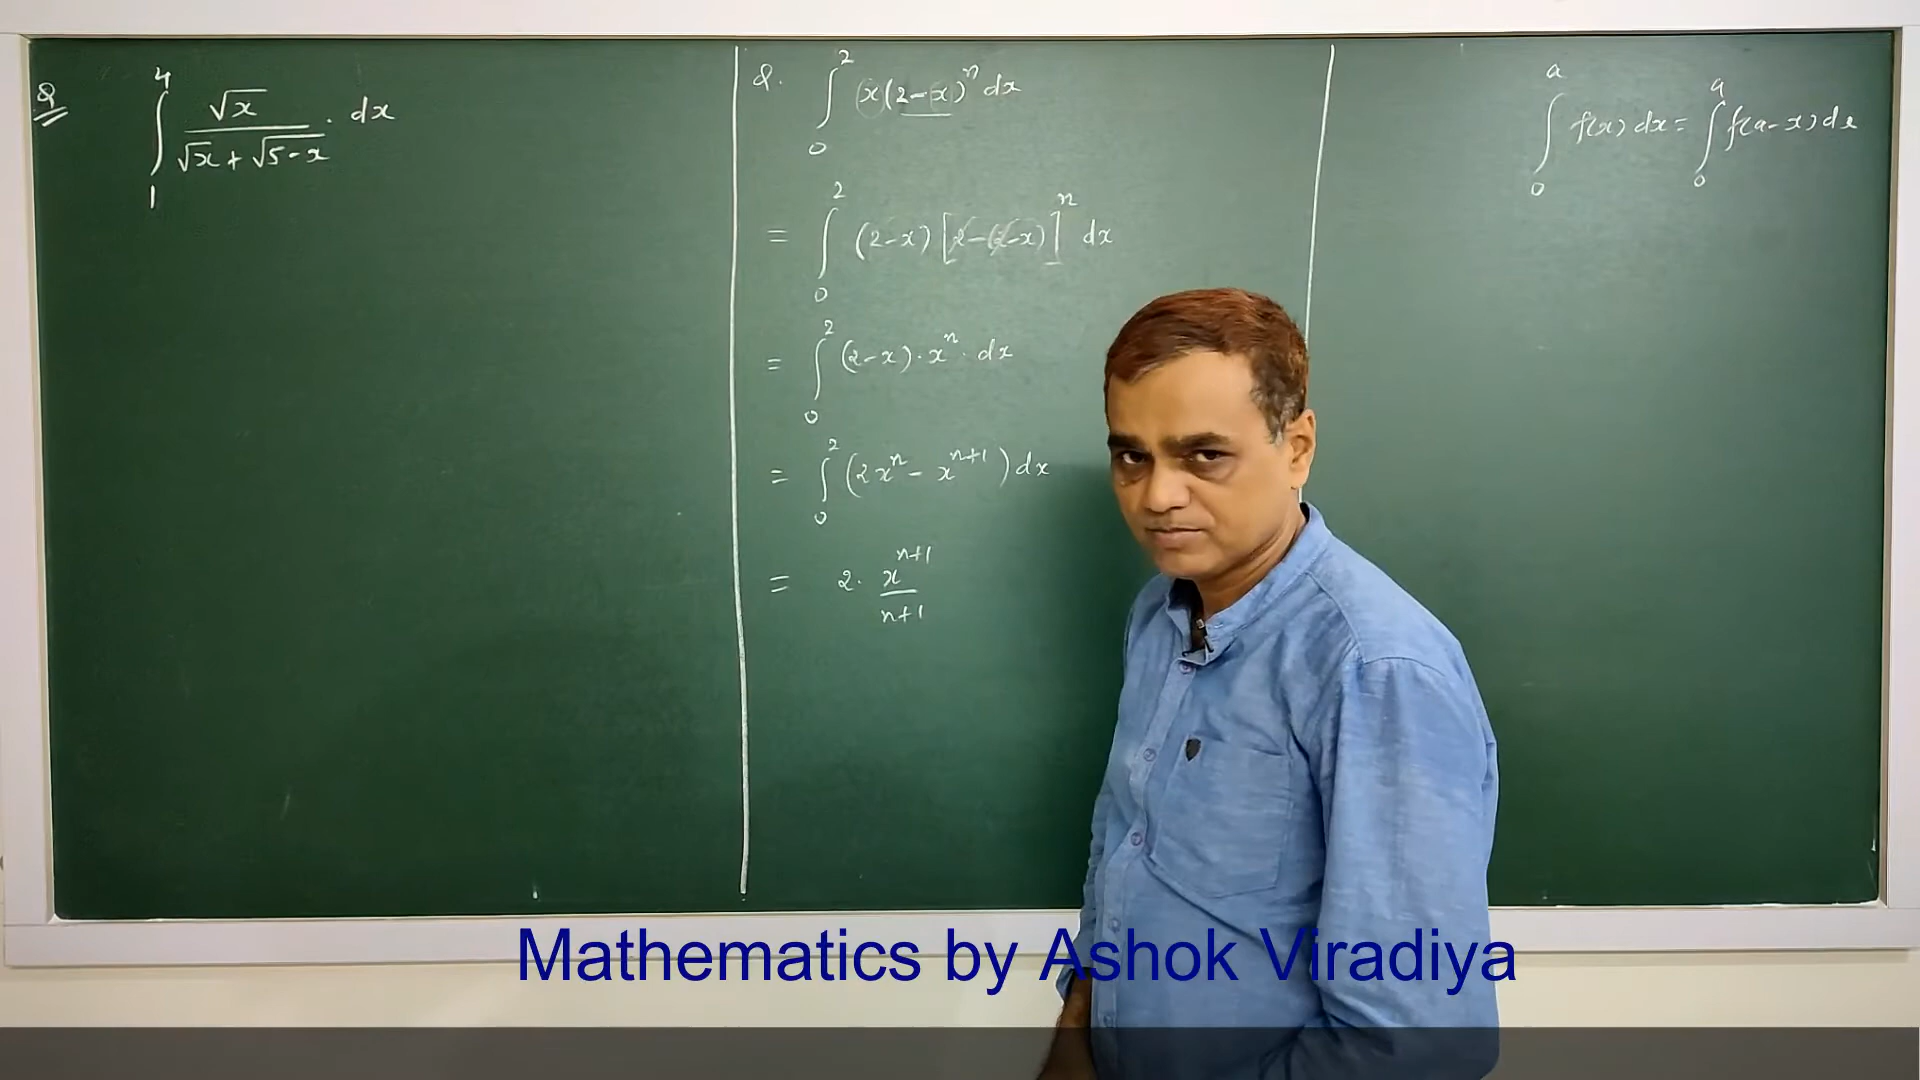 Q ∫₁⁴ √x / (√x + √5-x) . dx
Q. ∫₀² x(2-x)ⁿ dx
= ∫₀² (2-x) [2-(2-x)]ⁿ dx
= ∫₀² (2-x) . xⁿ . dx
= ∫₀² (2xⁿ - xⁿ⁺¹) dx
= 2 . xⁿ⁺¹ / n+1
∫₀ᵃ f(x) dx = ∫₀ᵃ f(a-x) dx
Mathematics by Ashok Viradiya